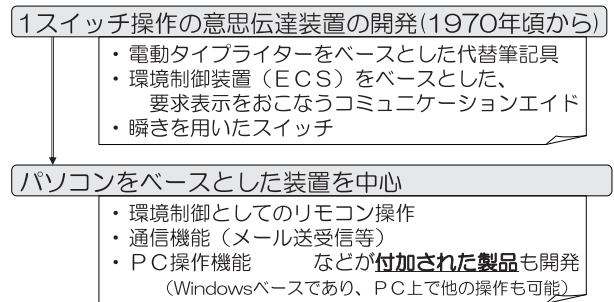 1スイッチ操作の意思伝達装置の開発(1970年頃から)
・電動タイプライターをベースとした代替筆記具
・環境制御装置（ＥＣＳ）をベースとした、
要求表示をおこなうコミュニケーションエイド
・瞬きを用いたスイッチ
パソコンをベースとした装置を中心
・環境制御としてのリモコン操作
・通信機能（メール送受信等）
・ＰＣ操作機能　　などが付加された製品も開発
（Windowsベースであり、ＰＣ上で他の操作も可能）